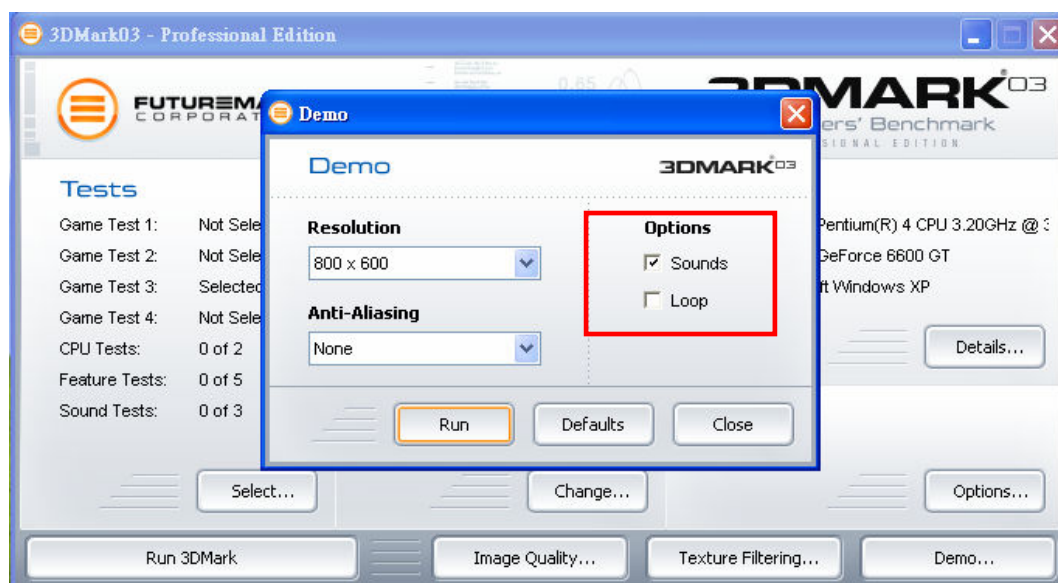 3DMark03 - Professional Edition
FUTUREMA
CORPORAT
0.65
3DMARK03
ers' Benchmark
SIONAL EDITION
Tests
Game Test 1: Not Sele
Game Test 2: Not Sele
Game Test 3: Selected
Game Test 4: Not Sele
CPU Tests: 0 of 2
Feature Tests: 0 of 5
Sound Tests: 0 of 3
Select...
Demo
Demo
3DMARK03
Resolution
800 x 600
Anti-Aliasing
None
Options
Sounds
Loop
Run
Defaults
Close
Change...
Pentium(R) 4 CPU 3.20GHz @ 3
GeForce 6600 GT
ft Windows XP
Details...
Options...
Run 3DMark
Image Quality...
Texture Filtering...
Demo...